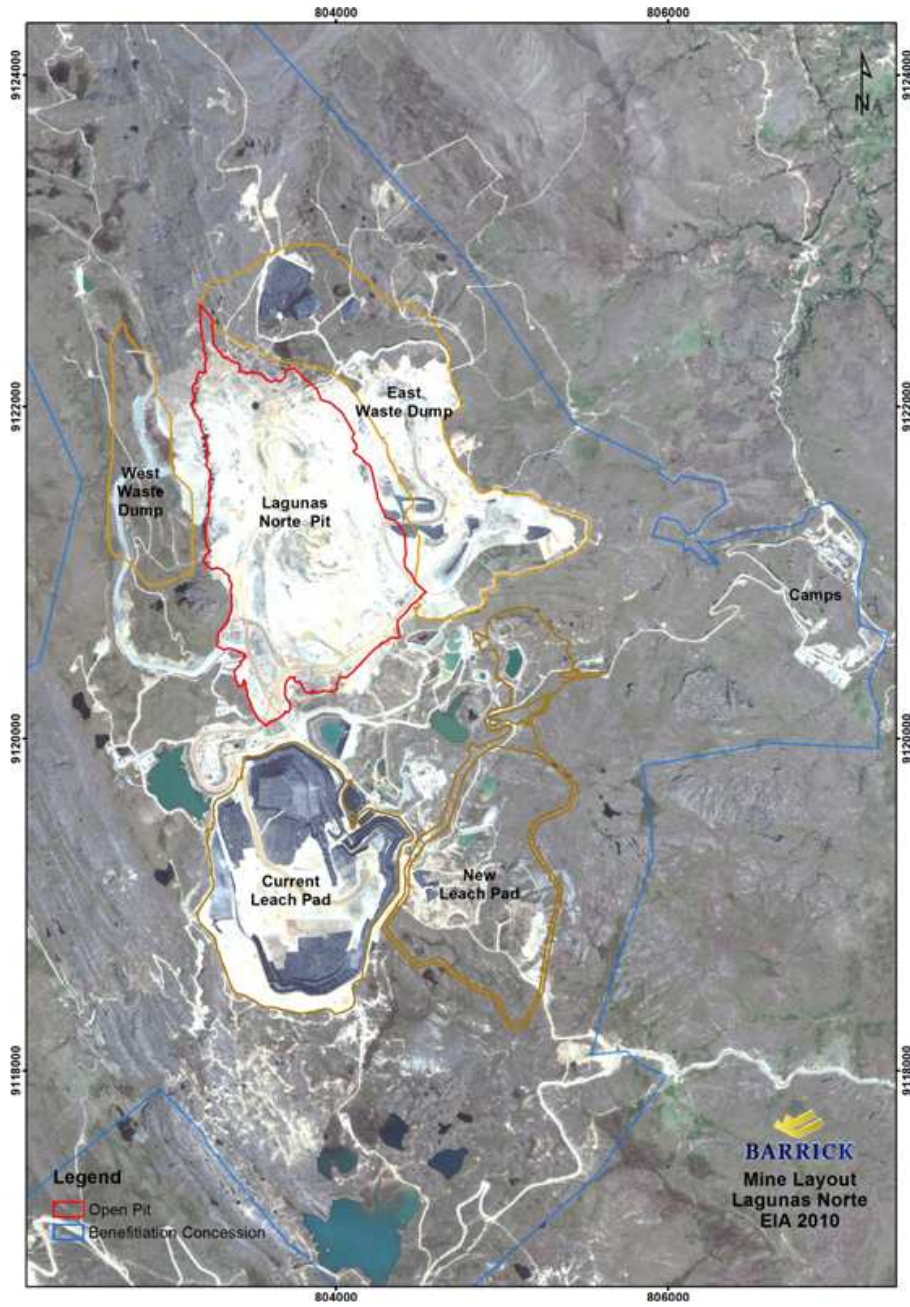 804000
806000
9124000
9124000
N
9122000
9122000
East
Waste Dump
West
Waste
Dump
Lagunas
Norte Pit
Camps
9120000
9120000
Current
Leach Pad
New
Leach Pad
9118000
9118000
BARRICK
Mine Layout
Lagunas Norte
EIA 2010
Legend
Open Pit
Benefitiation Concession
804000
806000